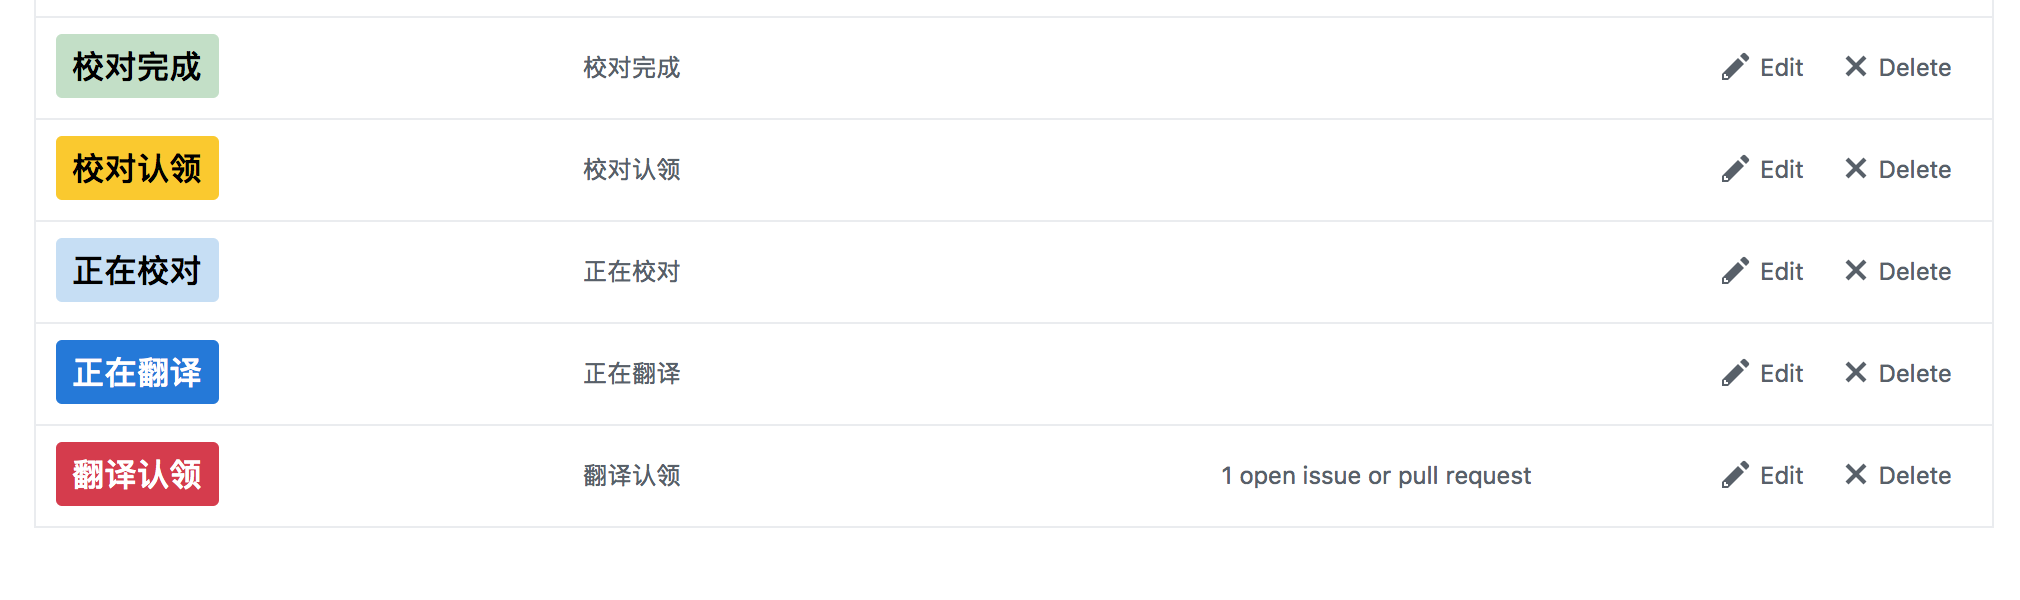 校对完成 校对完成 Edit Delete
校对认领 校对认领 Edit Delete
正在校对 正在校对 Edit Delete
正在翻译 正在翻译 Edit Delete
翻译认领 翻译认领 1 open issue or pull request Edit Delete